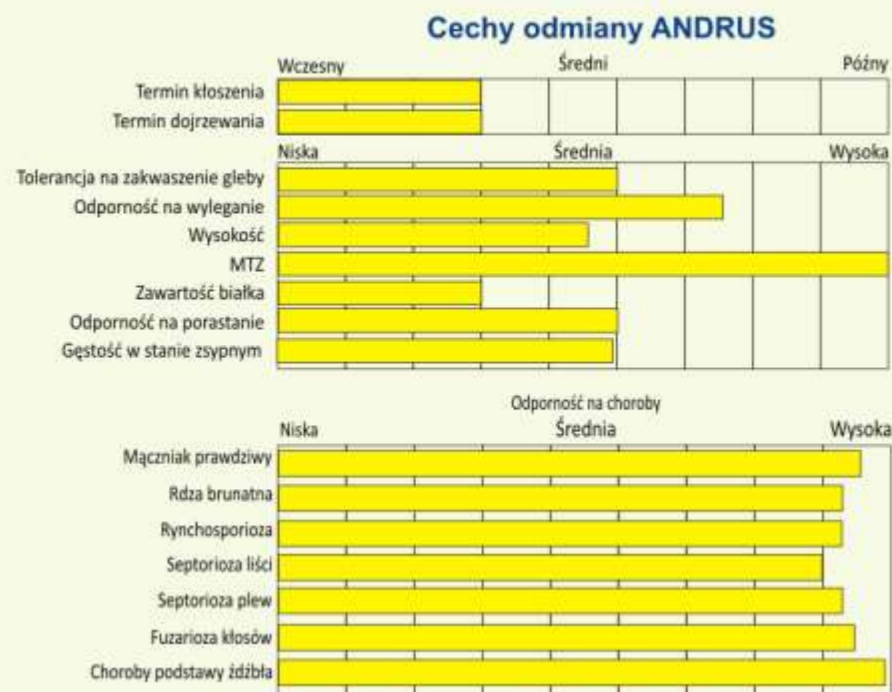 Cechy odmiany ANDRUS
Wczesny Średni Późny
Termin kłoszenia
Termin dojrzewania
Niska Średnia Wysoka
Tolerancja na zakwaszenie gleby
Odporność na wyleganie
Wysokość
MTZ
Zawartość białka
Odporność na porastanie
Gęstość w stanie zsypnym
Odporność na choroby
Niska Średnia Wysoka
Mączniak prawdziwy
Rdza brunatna
Rynchosporioza
Septorioza liści
Septorioza plew
Fuzarioza kłosów
Choroby podstawy źdźbła